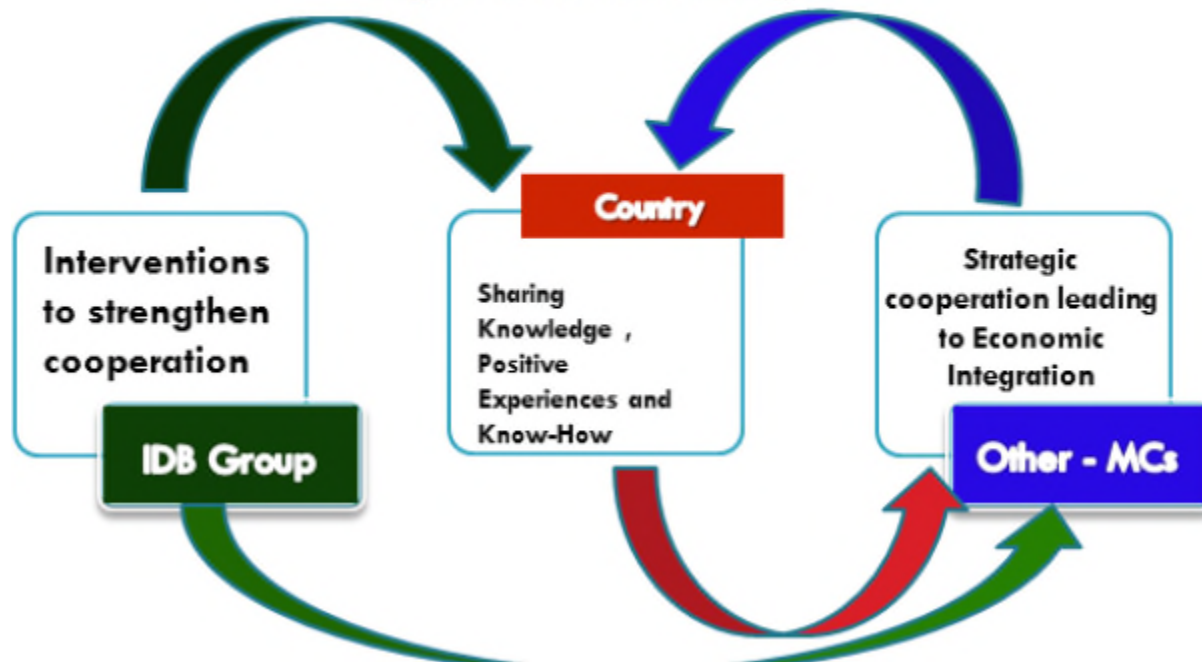 Interventions
to strengthen
cooperation
IDB Group
Country
Sharing
Knowledge ,
Positive
Experiences and
Know-How
Strategic
cooperation leading
to Economic
Integration
Other - MCs